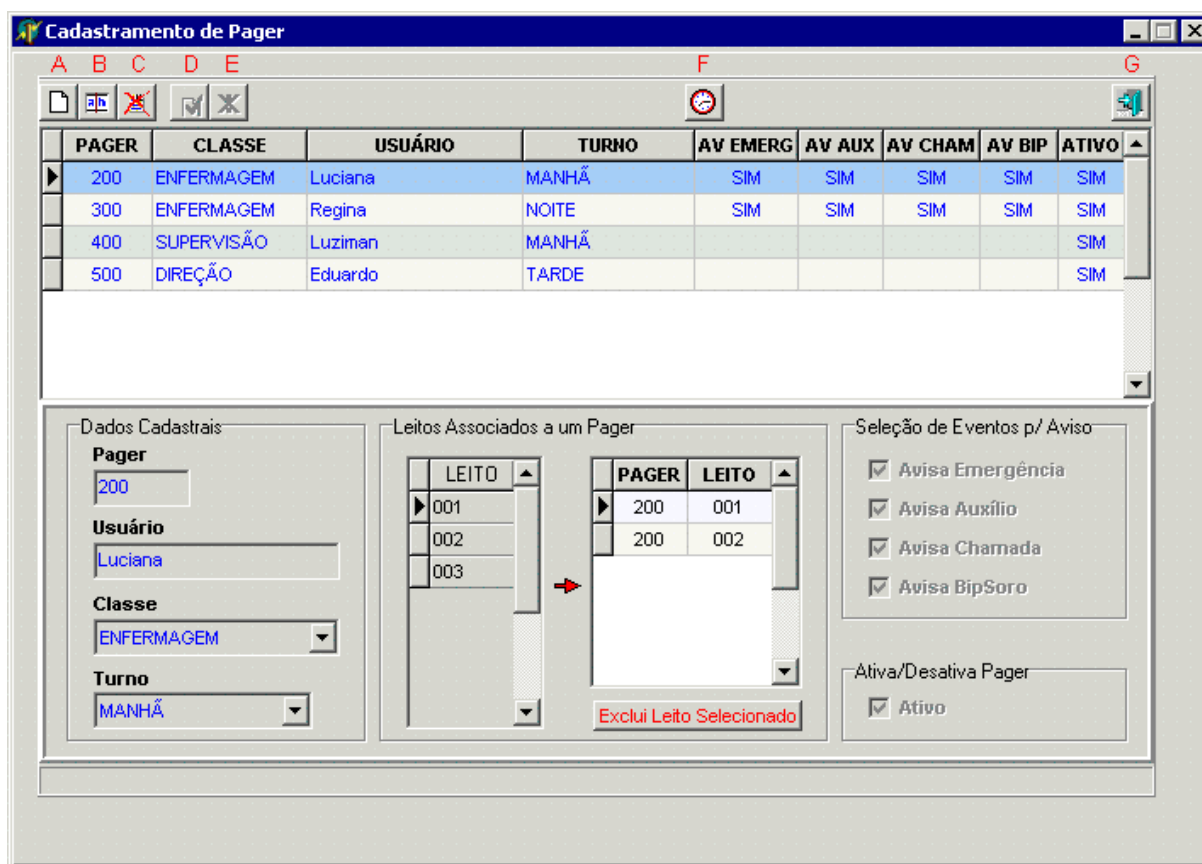 Cadastramento de Pager
A B C D E F G
PAGER CLASSE USUÁRIO TURNO AV EMERG AV AUX AV CHAM AV BIP ATIVO
200 ENFERMAGEM Luciana MANHÃ SIM SIM SIM SIM SIM
300 ENFERMAGEM Regina NOITE SIM SIM SIM SIM SIM
400 SUPERVISÃO Luziman MANHÃ SIM
500 DIREÇÃO Eduardo TARDE SIM
Dados Cadastrais
Pager
200
Usuário
Luciana
Classe
ENFERMAGEM
Turno
MANHÃ
Leitos Associados a um Pager
LEITO
001
002
003
PAGER LEITO
200 001
200 002
Exclui Leito Selecionado
Seleção de Eventos p/ Aviso
Avisa Emergência
Avisa Auxílio
Avisa Chamada
Avisa BipSoro
Ativa/Desativa Pager
Ativo